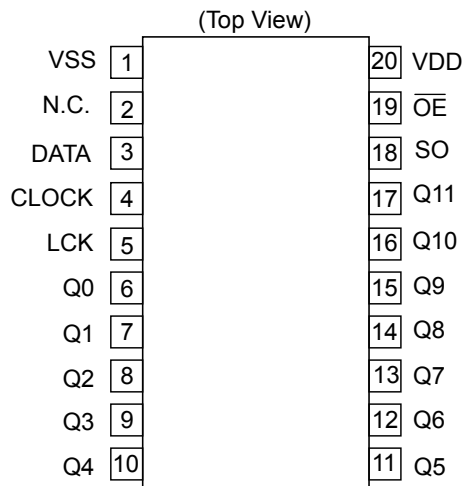 (Top View)
VSS 1 20 VDD
N.C. 2 19 O̅E̅
DATA 3 18 SO
CLOCK 4 17 Q11
LCK 5 16 Q10
Q0 6 15 Q9
Q1 7 14 Q8
Q2 8 13 Q7
Q3 9 12 Q6
Q4 10 11 Q5